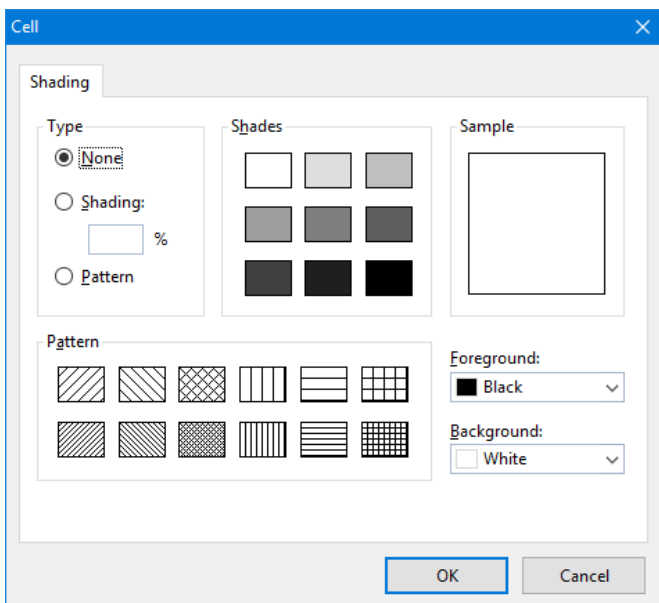 Cell
Shading
Type
None
Shading:
%
Pattern
Shades
Sample
Pattern
Foreground:
Black
Background:
White
OK
Cancel